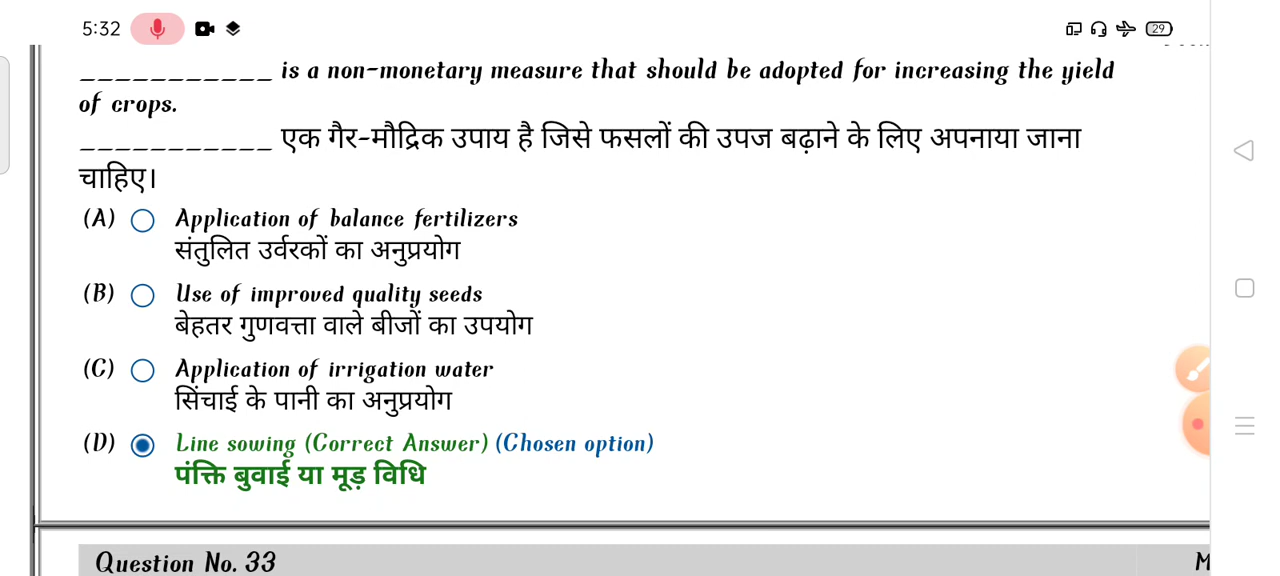 5:32
29
___________ is a non-monetary measure that should be adopted for increasing the yield
of crops.
___________ एक गैर-मौद्रिक उपाय है जिसे फसलों की उपज बढ़ाने के लिए अपनाया जाना
चाहिए।
(A) Application of balance fertilizers
संतुलित उर्वरकों का अनुप्रयोग
(B) Use of improved quality seeds
बेहतर गुणवत्ता वाले बीजों का उपयोग
(C) Application of irrigation water
सिंचाई के पानी का अनुप्रयोग
(D) Line sowing (Correct Answer) (Chosen option)
पंक्ति बुवाई या मूड़ विधि
Question No. 33